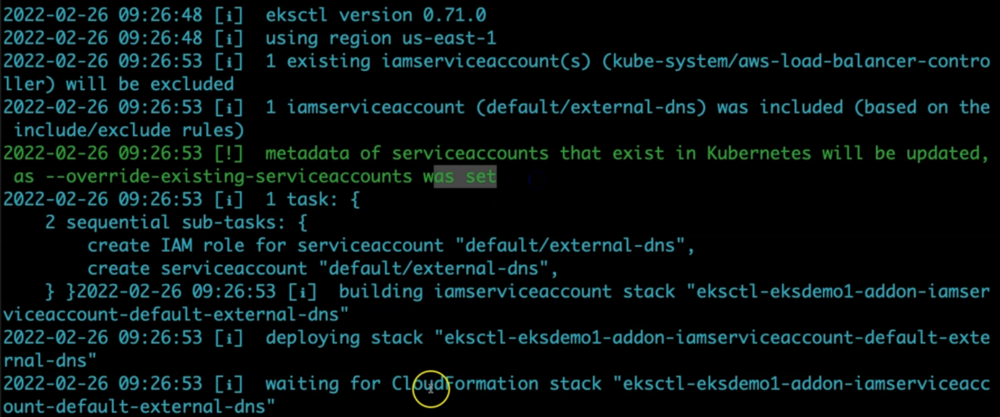 2022-02-26 09:26:48 [ℹ]  eksctl version 0.71.0
2022-02-26 09:26:48 [ℹ]  using region us-east-1
2022-02-26 09:26:53 [ℹ]  1 existing iamserviceaccount(s) (kube-system/aws-load-balancer-contro
ller) will be excluded
2022-02-26 09:26:53 [ℹ]  1 iamserviceaccount (default/external-dns) was included (based on the
 include/exclude rules)
2022-02-26 09:26:53 [!]  metadata of serviceaccounts that exist in Kubernetes will be updated,
 as --override-existing-serviceaccounts was set
2022-02-26 09:26:53 [ℹ]  1 task: {
    2 sequential sub-tasks: {
        create IAM role for serviceaccount "default/external-dns",
        create serviceaccount "default/external-dns",
    } }2022-02-26 09:26:53 [ℹ]  building iamserviceaccount stack "eksctl-eksdemo1-addon-iamser
viceaccount-default-external-dns"
2022-02-26 09:26:53 [ℹ]  deploying stack "eksctl-eksdemo1-addon-iamserviceaccount-default-exte
rnal-dns"
2022-02-26 09:26:53 [ℹ]  waiting for CloudFormation stack "eksctl-eksdemo1-addon-iamserviceacc
ount-default-external-dns"